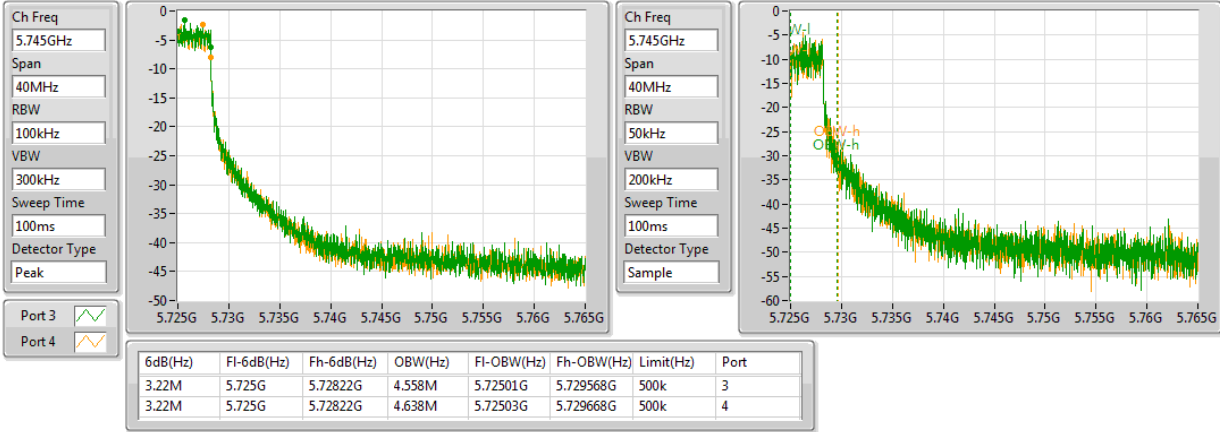 Ch Freq
5.745GHz
Span
40MHz
RBW
100kHz
VBW
300kHz
Sweep Time
100ms
Detector Type
Peak
Port 3
Port 4
0
-5
-10
-15
-20
-25
-30
-35
-40
-45
-50
5.725G 5.73G 5.735G 5.74G 5.745G 5.75G 5.755G 5.76G 5.765G
Ch Freq
5.745GHz
Span
40MHz
RBW
50kHz
VBW
200kHz
Sweep Time
100ms
Detector Type
Sample
0
-5
-10
-15
-20
-25
-30
-35
-40
-45
-50
-55
-60
W-l
OBW-h
OBW-h
5.725G 5.73G 5.735G 5.74G 5.745G 5.75G 5.755G 5.76G 5.765G
6dB(Hz) Fl-6dB(Hz) Fh-6dB(Hz) OBW(Hz) Fl-OBW(Hz) Fh-OBW(Hz) Limit(Hz) Port
3.22M 5.725G 5.72822G 4.558M 5.72501G 5.729568G 500k 3
3.22M 5.725G 5.72822G 4.638M 5.72503G 5.729668G 500k 4